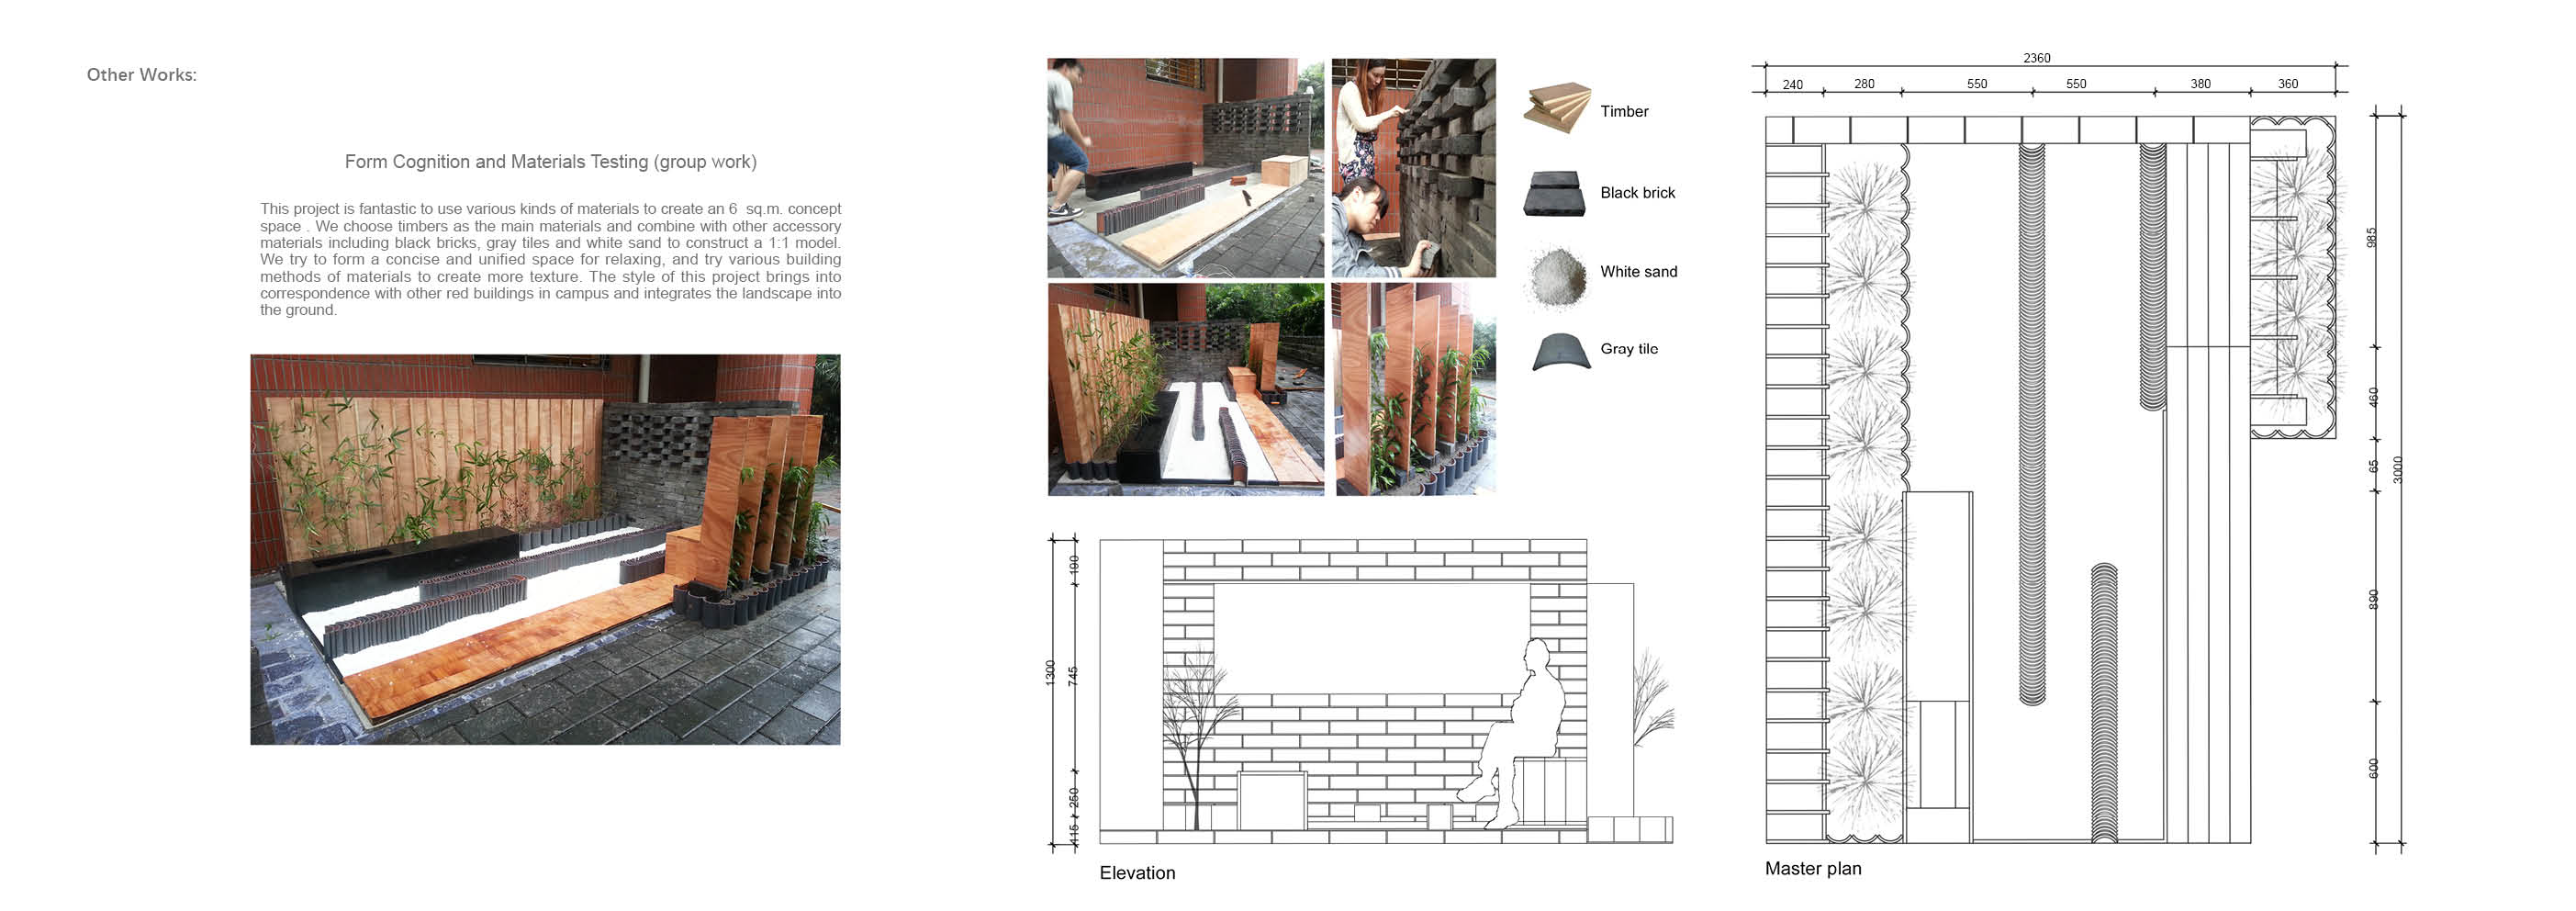 Other Works:
Form Cognition and Materials Testing (group work)
This project is fantastic to use various kinds of materials to create an 6 sq.m. concept
space . We choose timbers as the main materials and combine with other accessory
materials including black bricks, gray tiles and white sand to construct a 1:1 model.
We try to form a concise and unified space for relaxing, and try various building
methods of materials to create more texture. The style of this project brings into
correspondence with other red buildings in campus and integrates the landscape into
the ground.
Timber
Black brick
White sand
Gray tile
190
745
250
115
1300
Elevation
2360
240 280 550 550 380 360
985
460
65
890
600
3000
Master plan